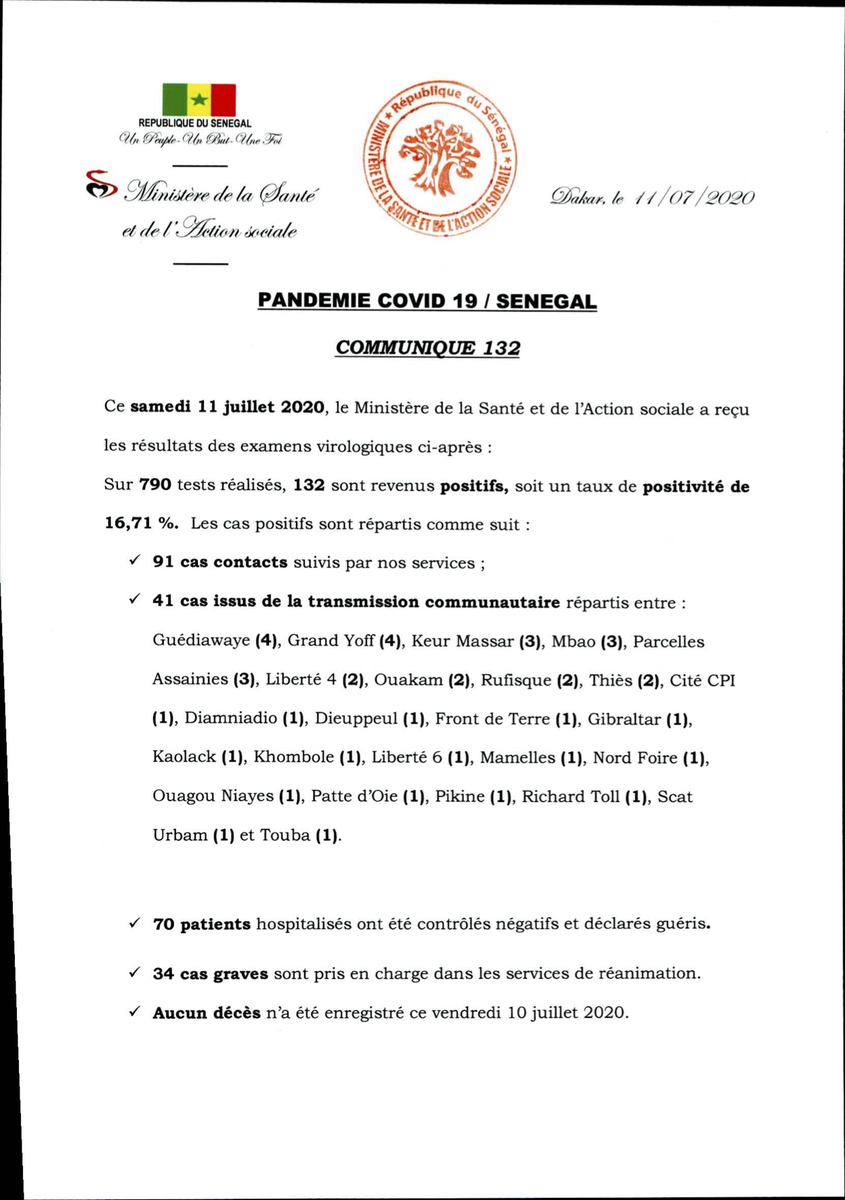 REPUBLIQUE DU SENEGAL
Un Peuple-Un But-Une Foi
Ministère de la Santé
et de l'Action sociale
★ République du Sénégal ★
MINISTÈRE DE LA SANTÉ ET DE L'ACTION SOCIALE
Dakar, le 11/07/2020
PANDEMIE COVID 19 / SENEGAL
COMMUNIQUE 132
Ce samedi 11 juillet 2020, le Ministère de la Santé et de l'Action sociale a reçu
les résultats des examens virologiques ci-après :
Sur 790 tests réalisés, 132 sont revenus positifs, soit un taux de positivité de
16,71 %. Les cas positifs sont répartis comme suit :
✓ 91 cas contacts suivis par nos services ;
✓ 41 cas issus de la transmission communautaire répartis entre :
Guédiawaye (4), Grand Yoff (4), Keur Massar (3), Mbao (3), Parcelles
Assainies (3), Liberté 4 (2), Ouakam (2), Rufisque (2), Thiès (2), Cité CPI
(1), Diamniadio (1), Dieuppeul (1), Front de Terre (1), Gibraltar (1),
Kaolack (1), Khombole (1), Liberté 6 (1), Mamelles (1), Nord Foire (1),
Ouagou Niayes (1), Patte d'Oie (1), Pikine (1), Richard Toll (1), Scat
Urbam (1) et Touba (1).
✓ 70 patients hospitalisés ont été contrôlés négatifs et déclarés guéris.
✓ 34 cas graves sont pris en charge dans les services de réanimation.
✓ Aucun décès n'a été enregistré ce vendredi 10 juillet 2020.